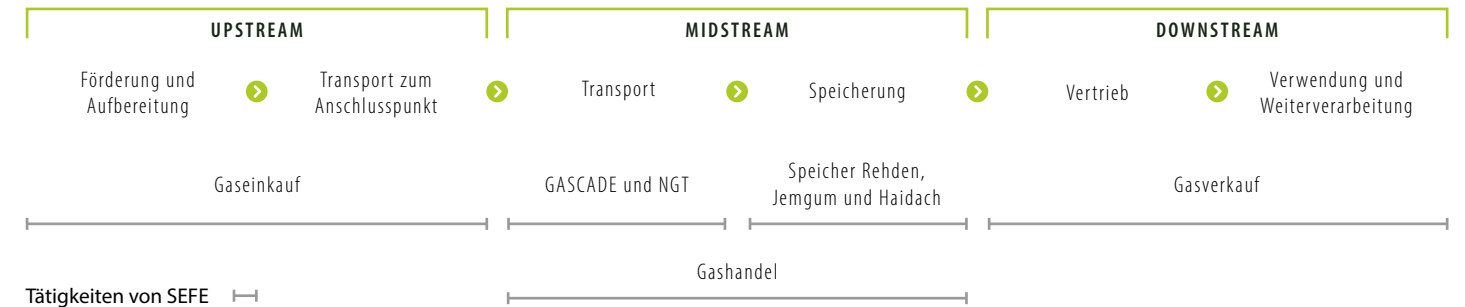 UPSTREAM
MIDSTREAM
DOWNSTREAM
Förderung und
Aufbereitung
Transport zum
Anschlusspunkt
Transport
Speicherung
Vertrieb
Verwendung und
Weiterverarbeitung
Gaseinkauf
GASCADE und NGT
Speicher Rehden,
Jemgum und Haidach
Gasverkauf
Gashandel
Tätigkeiten von SEFE